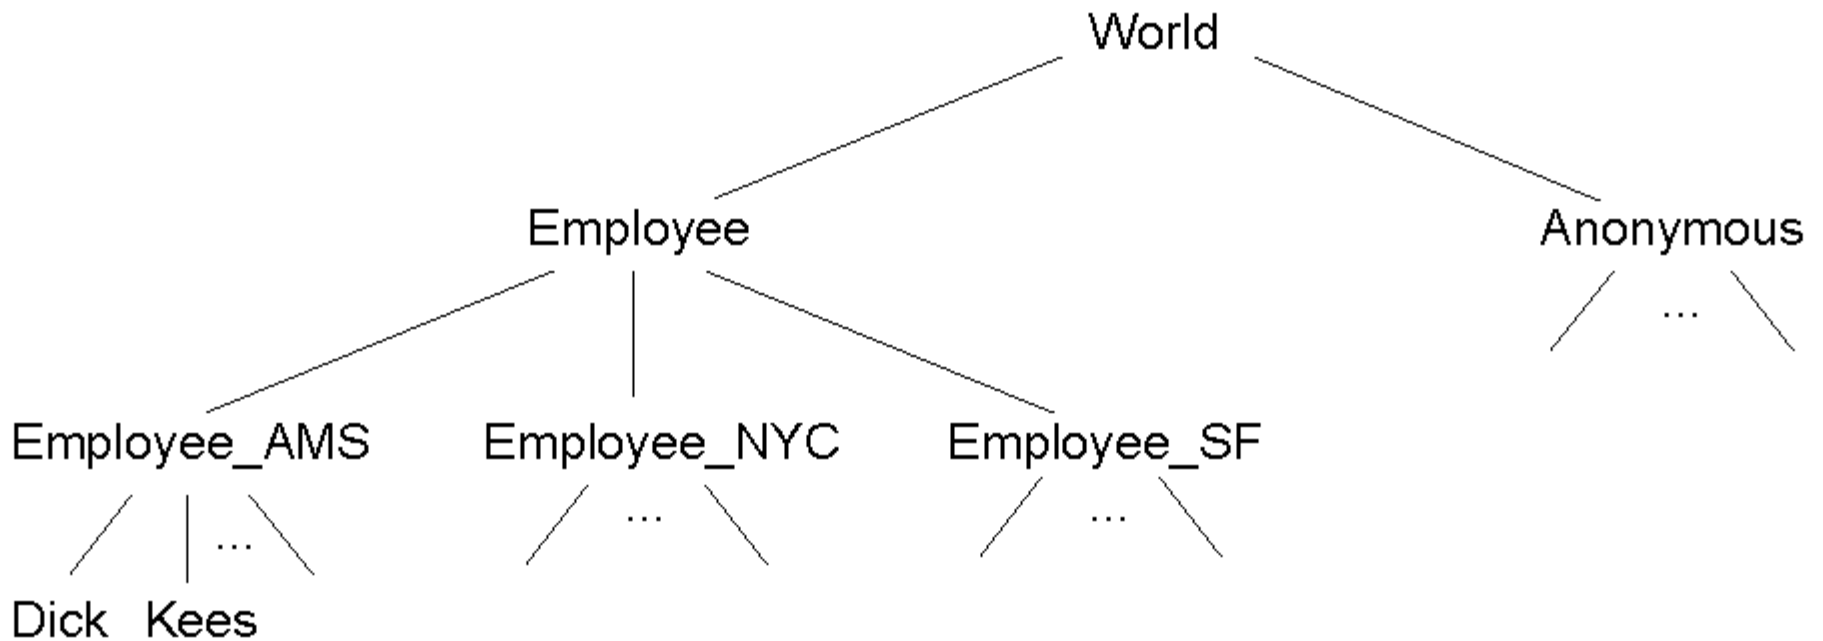 World
Employee Anonymous
...
Employee_AMS Employee_NYC Employee_SF
... ... ...
Dick Kees